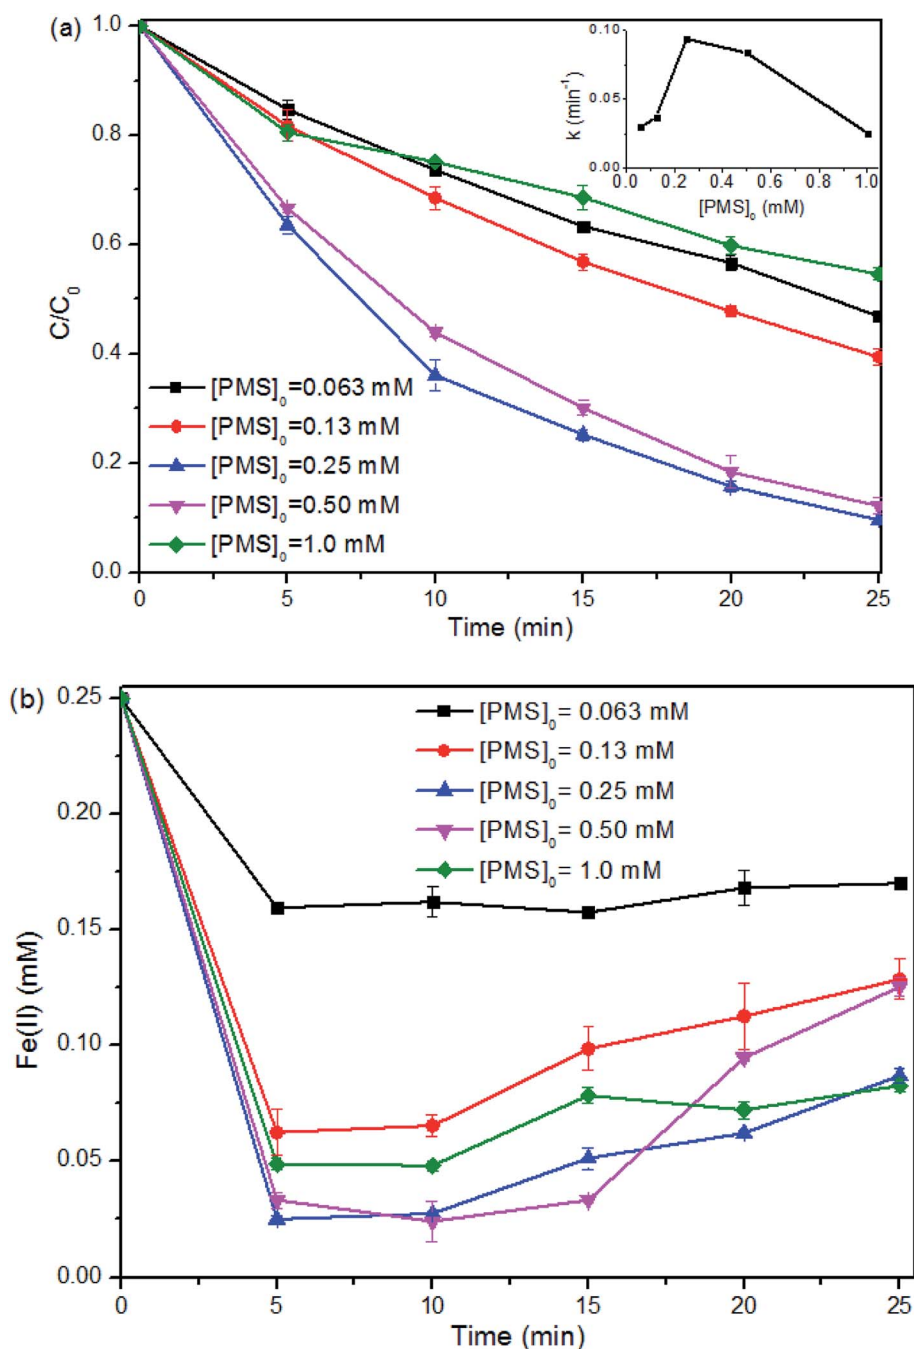 (a)
C/C₀
1.0
0.8
0.6
0.4
0.2
0.0
[PMS]₀=0.063 mM
[PMS]₀=0.13 mM
[PMS]₀=0.25 mM
[PMS]₀=0.50 mM
[PMS]₀=1.0 mM
k (min⁻¹)
0.10
0.05
0.00
0.0 0.2 0.4 0.6 0.8 1.0
[PMS]₀ (mM)
0 5 10 15 20 25
Time (min)
(b)
Fe(II) (mM)
0.25
0.20
0.15
0.10
0.05
0.00
[PMS]₀= 0.063 mM
[PMS]₀= 0.13 mM
[PMS]₀= 0.25 mM
[PMS]₀= 0.50 mM
[PMS]₀= 1.0 mM
0 5 10 15 20 25
Time (min)